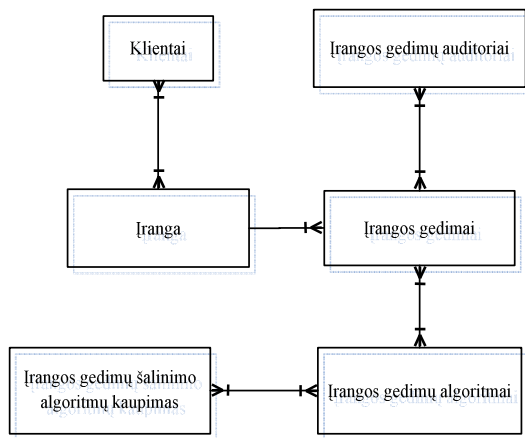 Klientai
Įrangos gedimų auditoriai
Įranga
Įrangos gedimai
Įrangos gedimų šalinimo
algoritmų kaupimas
Įrangos gedimų algoritmai